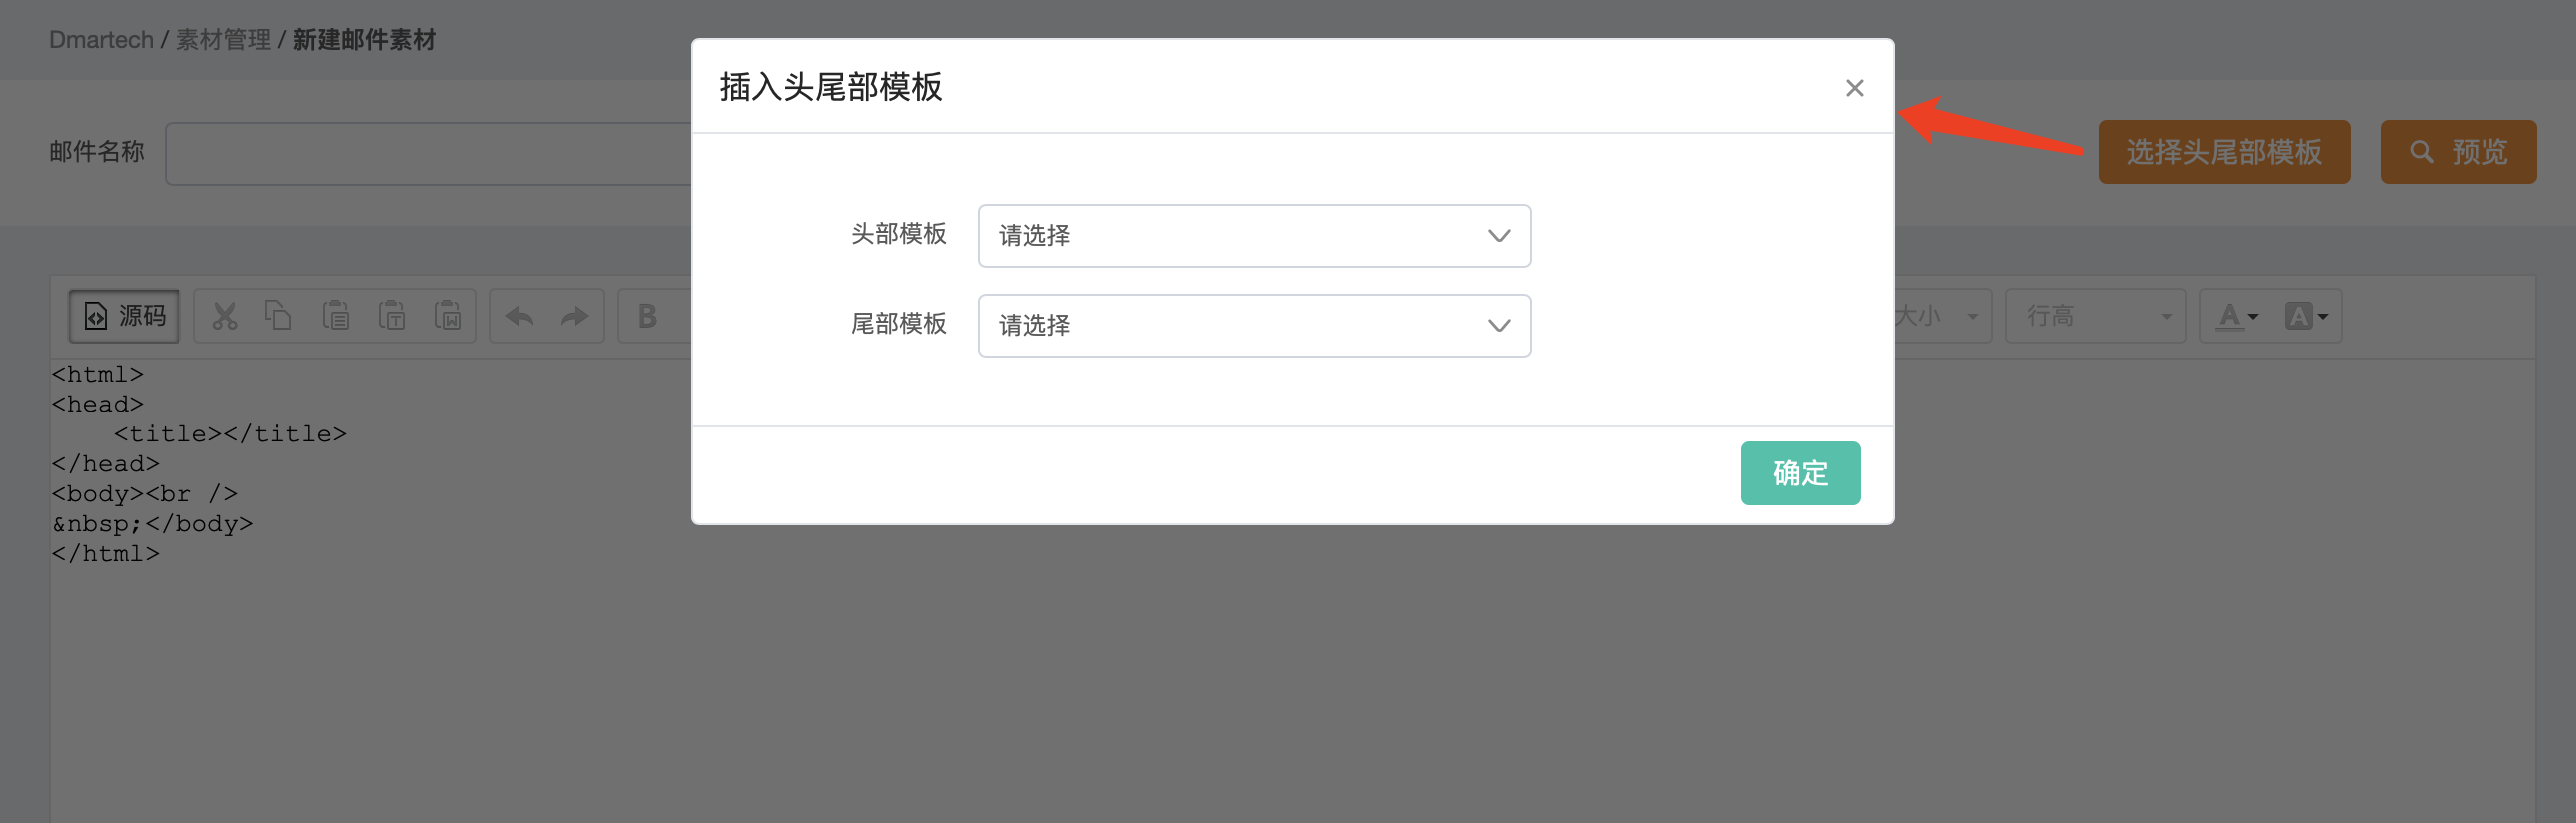 Dmartech / 素材管理 / 新建邮件素材
插入头尾部模板
邮件名称
选择头尾部模板
预览
头部模板 请选择
尾部模板 请选择
确定
源码
B
大小
行高
A
A
<html>
<head>
    <title></title>
</head>
<body><br />
&nbsp;</body>
</html>